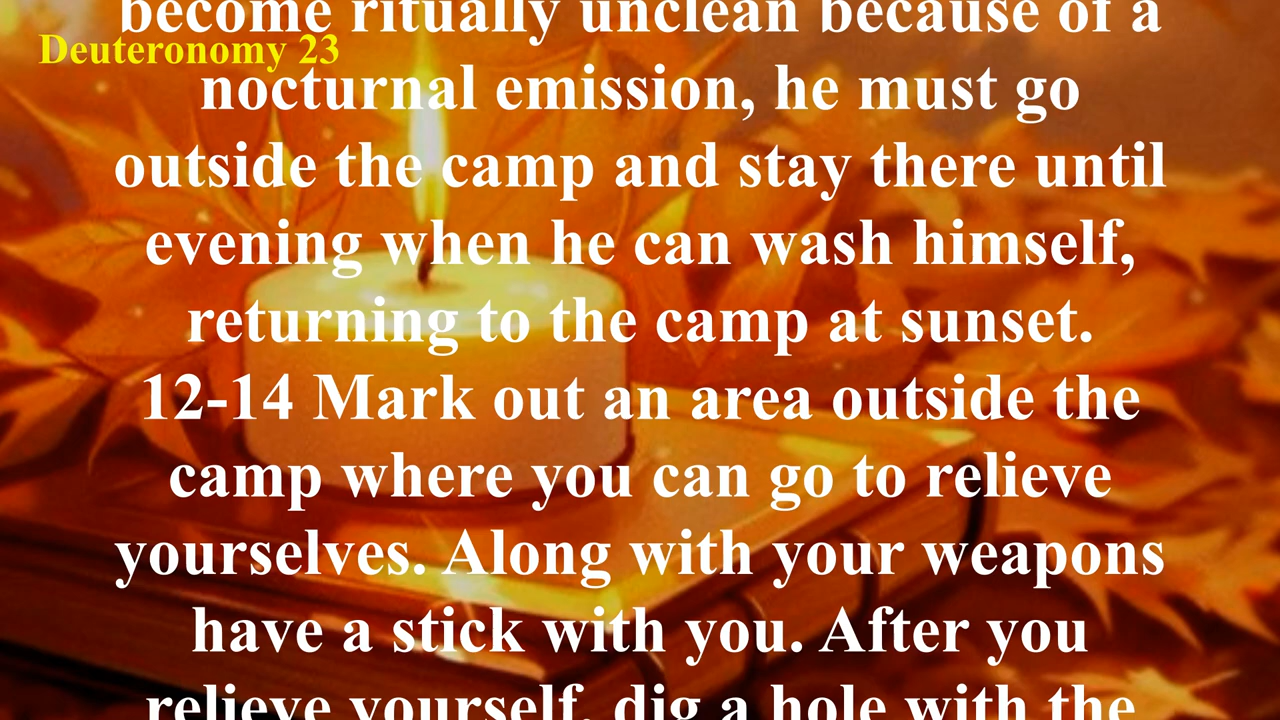 become ritually unclean because of a
Deuteronomy 23
nocturnal emission, he must go
outside the camp and stay there until
evening when he can wash himself,
returning to the camp at sunset.
12-14 Mark out an area outside the
camp where you can go to relieve
yourselves. Along with your weapons
have a stick with you. After you
relieve yourself, dig a hole with the